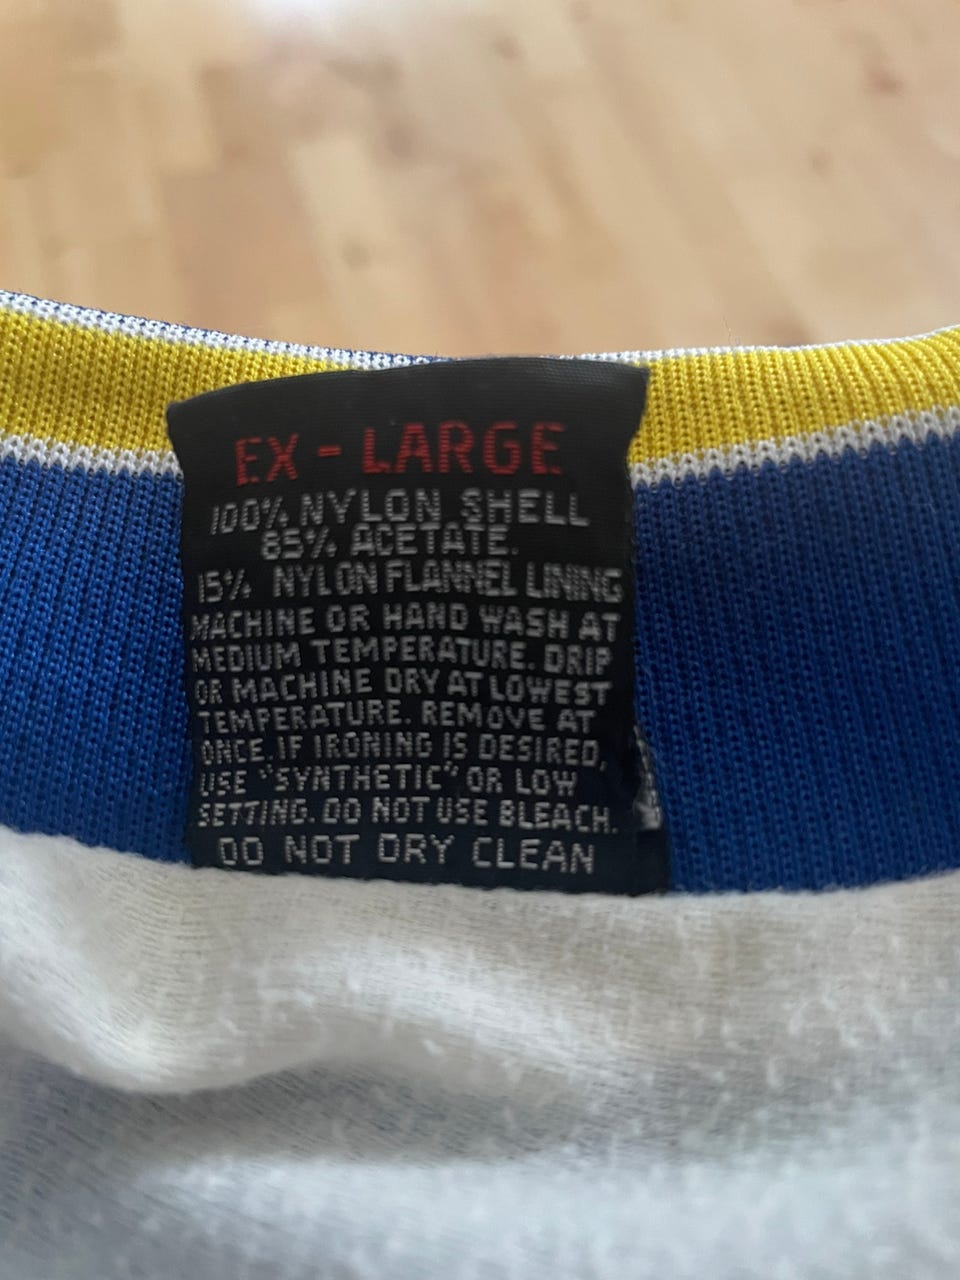 EX - LARGE
100% NYLON SHELL
85% ACETATE.
15% NYLON FLANNEL LINING
MACHINE OR HAND WASH AT
MEDIUM TEMPERATURE. DRIP
OR MACHINE DRY AT LOWEST
TEMPERATURE. REMOVE AT
ONCE. IF IRONING IS DESIRED,
USE "SYNTHETIC" OR LOW
SETTING. DO NOT USE BLEACH.
DO NOT DRY CLEAN